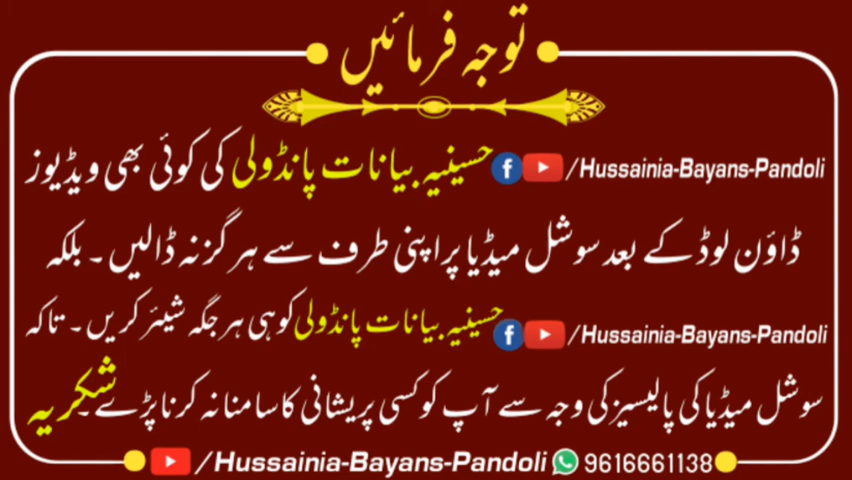 توجہ فرمائیں
/Hussainia-Bayans-Pandoli حسینیہ بیانات پانڈولی کی کوئی بھی ویڈیوز
ڈاؤن لوڈ کے بعد سوشل میڈیا پر اپنی طرف سے ہرگز نہ ڈالیں۔ بلکہ
/Hussainia-Bayans-Pandoli حسینیہ بیانات پانڈولی کو ہی ہر جگہ شیئر کریں۔ تاکہ
سوشل میڈیا کی پالیسیز کی وجہ سے آپ کو کسی پریشانی کا سامنا نہ کرنا پڑے۔ شکریہ
/Hussainia-Bayans-Pandoli 9616661138